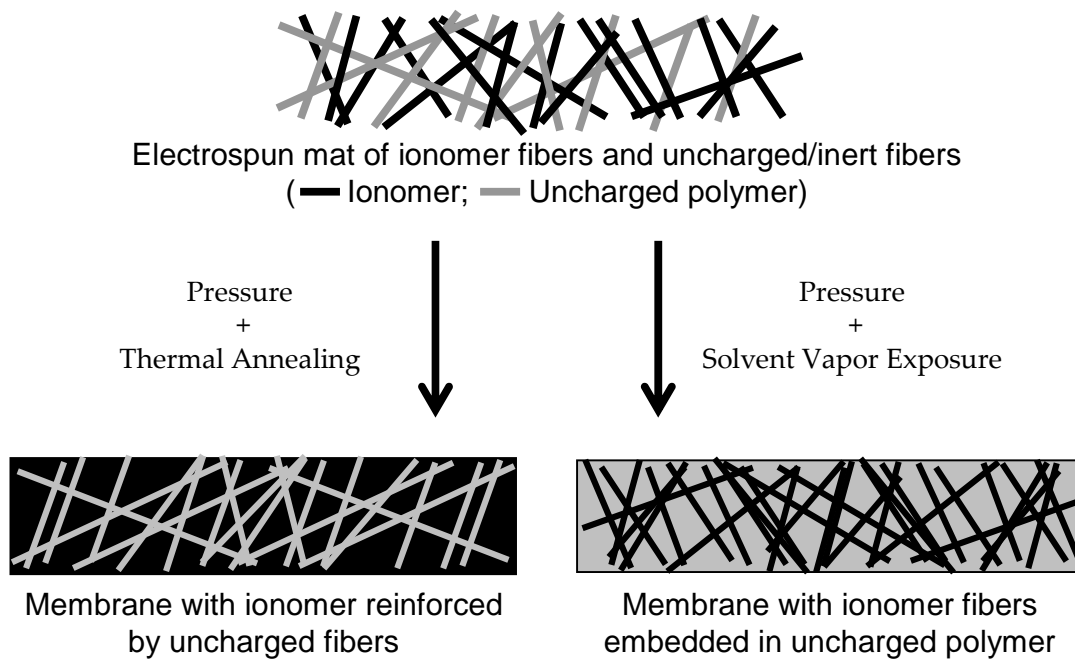 Electrospun mat of ionomer fibers and uncharged/inert fibers
( Ionomer; Uncharged polymer)
Pressure
+
Thermal Annealing
Pressure
+
Solvent Vapor Exposure
Membrane with ionomer reinforced
by uncharged fibers
Membrane with ionomer fibers
embedded in uncharged polymer